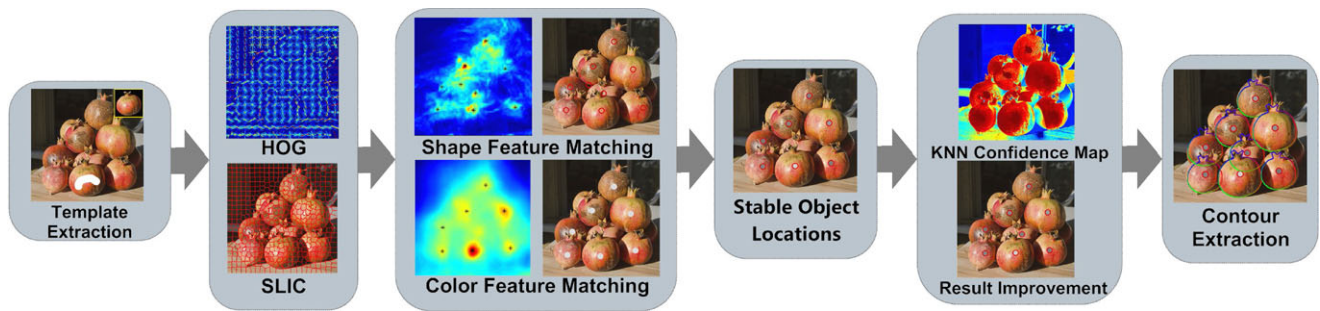 Template
Extraction
HOG
SLIC
Shape Feature Matching
Color Feature Matching
Stable Object
Locations
KNN Confidence Map
Result Improvement
Contour
Extraction